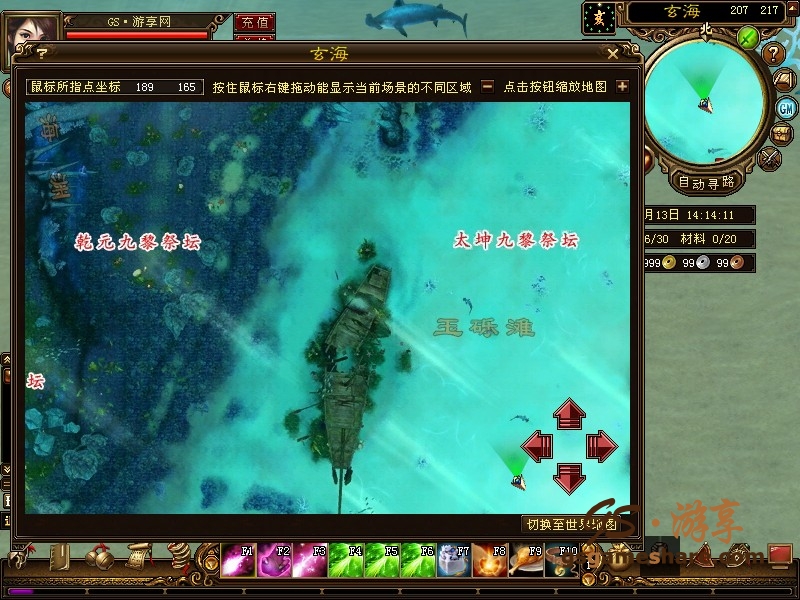 GS·游享网
充值
玄海 207 217
北
亥
?
玄海
×
鼠标所指点坐标 189 165
按住鼠标右键拖动能显示当前场景的不同区域
点击按钮缩放地图
?
GM
自动寻路
海渊
乾元九黎祭坛
太坤九黎祭坛
玉砾滩
坛
月13日 14:14:11
6/30 材料 0/20
999 99 99
切换至世界地图
GS·游享
F1 F2 F3 F4 F5 F6 F7 F8 F9 F10